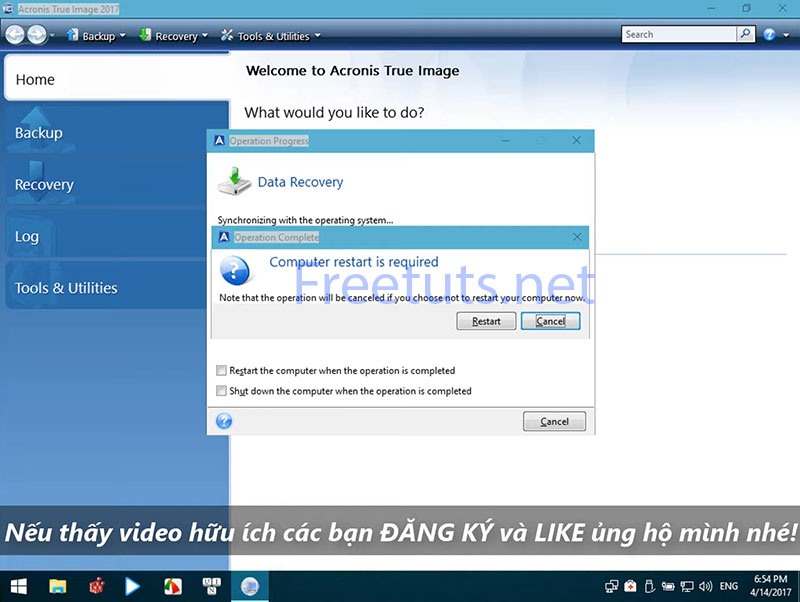 Acronis True Image 2017
Backup Recovery Tools & Utilities Search
Home
Backup
Recovery
Log
Tools & Utilities
Welcome to Acronis True Image
What would you like to do?
Operation Progress
Data Recovery
Synchronizing with the operating system...
Operation Complete
Computer restart is required
Freetuts.net
Note that the operation will be canceled if you choose not to restart your computer now.
Restart Cancel
Restart the computer when the operation is completed
Shut down the computer when the operation is completed
Cancel
Nếu thấy video hữu ích các bạn ĐĂNG KÝ và LIKE ủng hộ mình nhé!
ENG
6:54 PM
4/14/2017